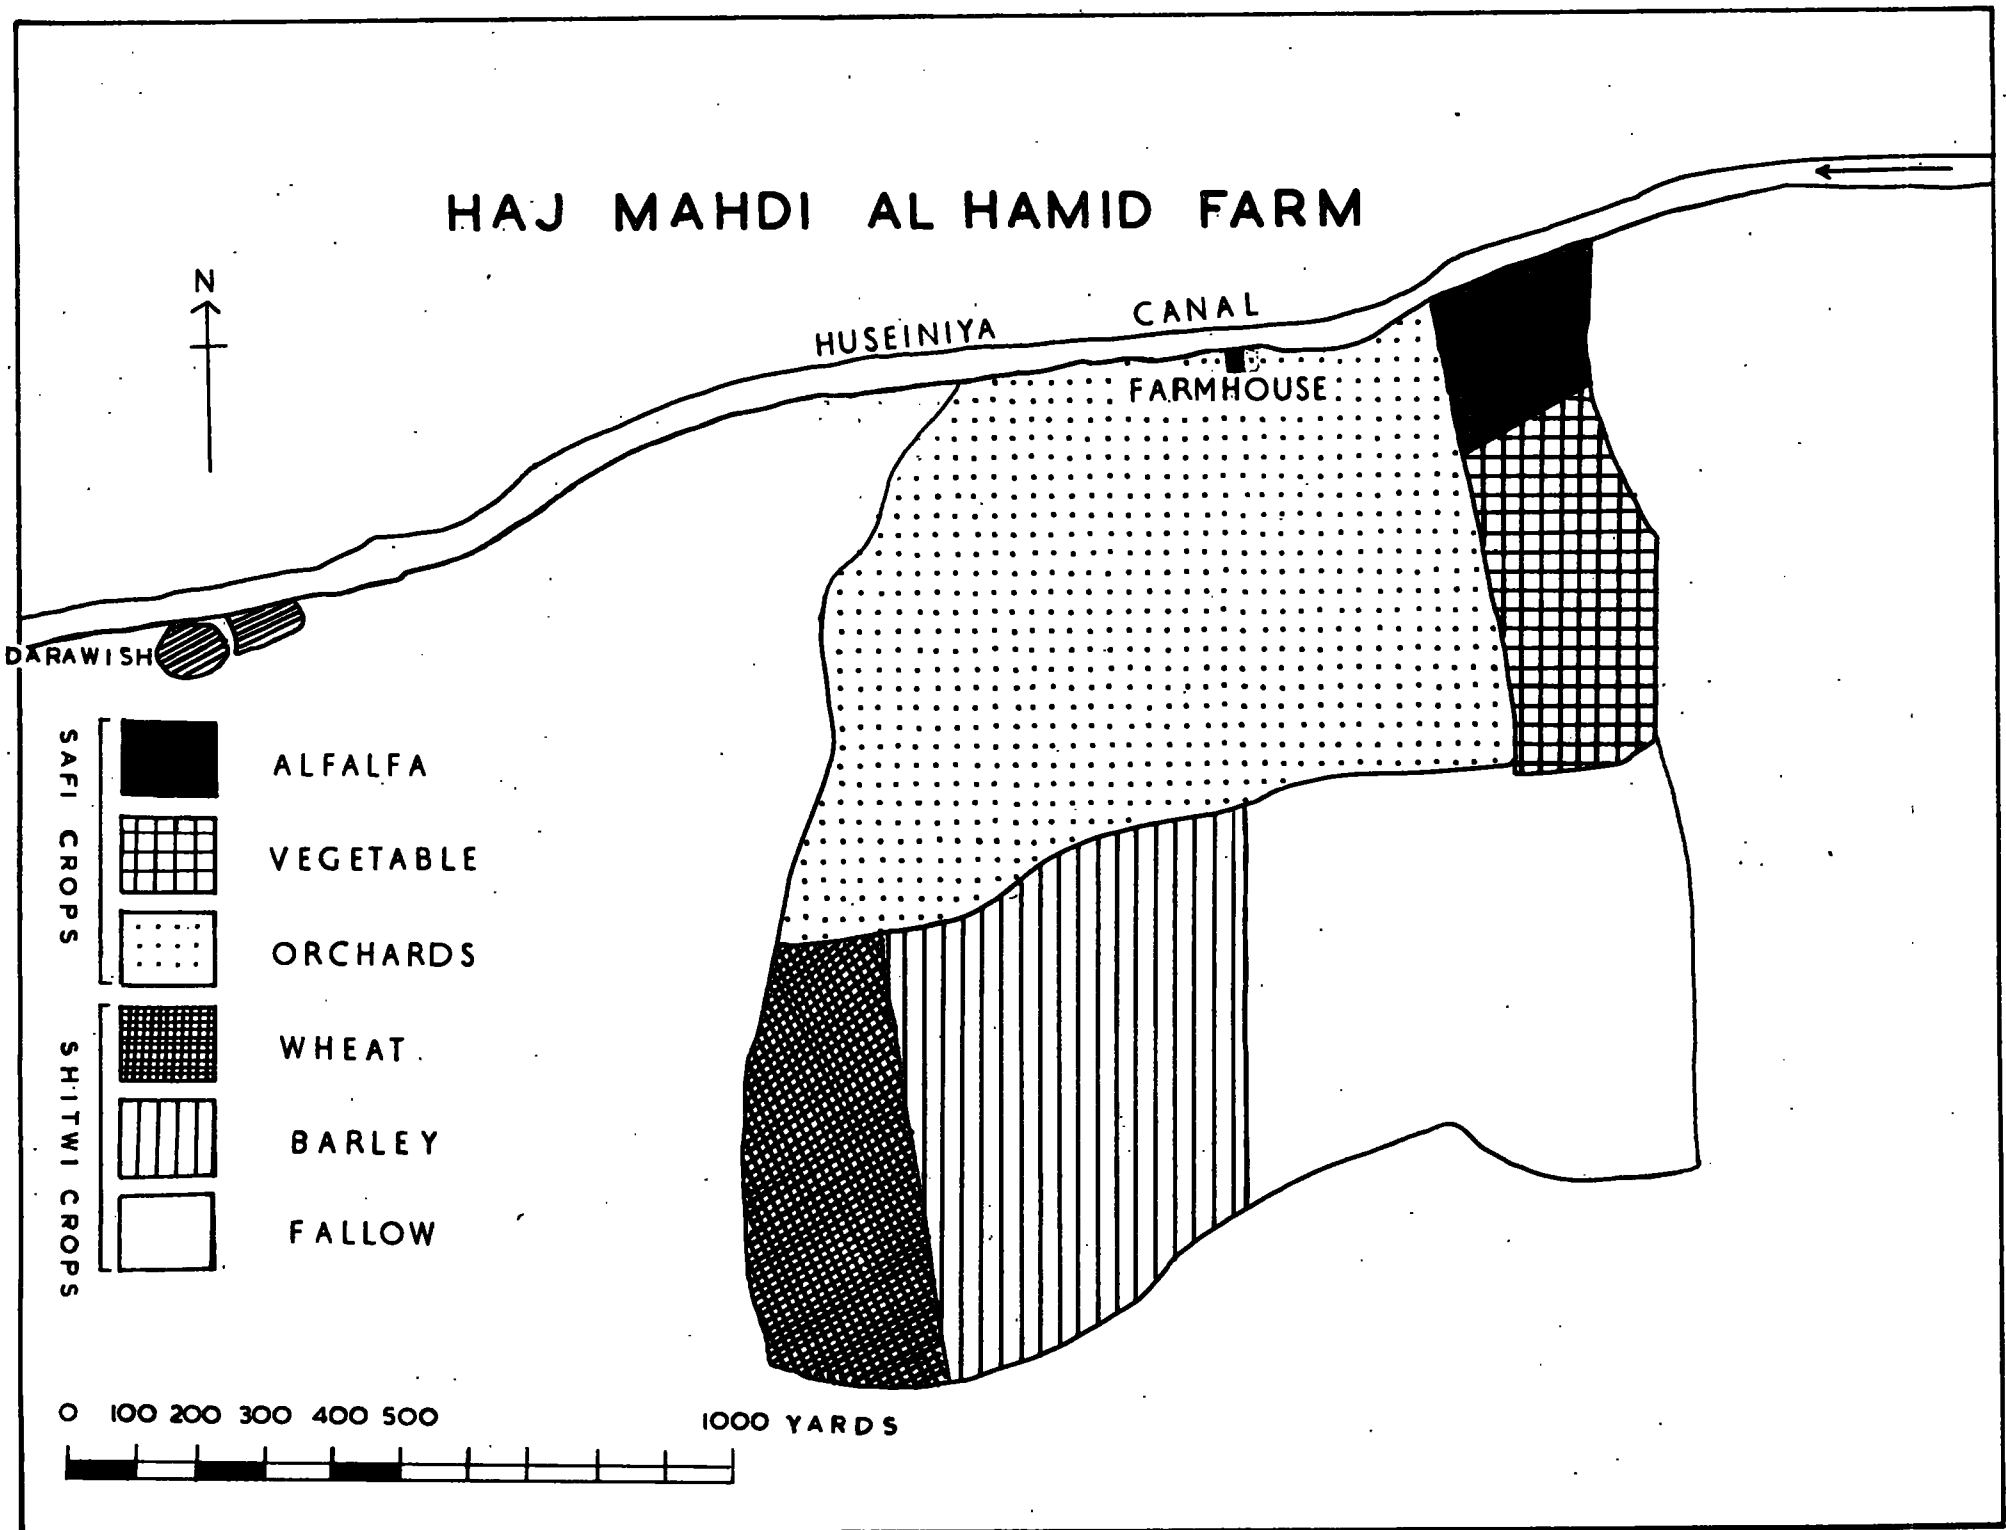 HAJ MAHDI AL HAMID FARM
N
HUSEINIYA CANAL
FARMHOUSE
DARAWISH
SAFI CROPS
ALFALFA
VEGETABLE
ORCHARDS
SHITWI CROPS
WHEAT
BARLEY
FALLOW
0 100 200 300 400 500 1000 YARDS